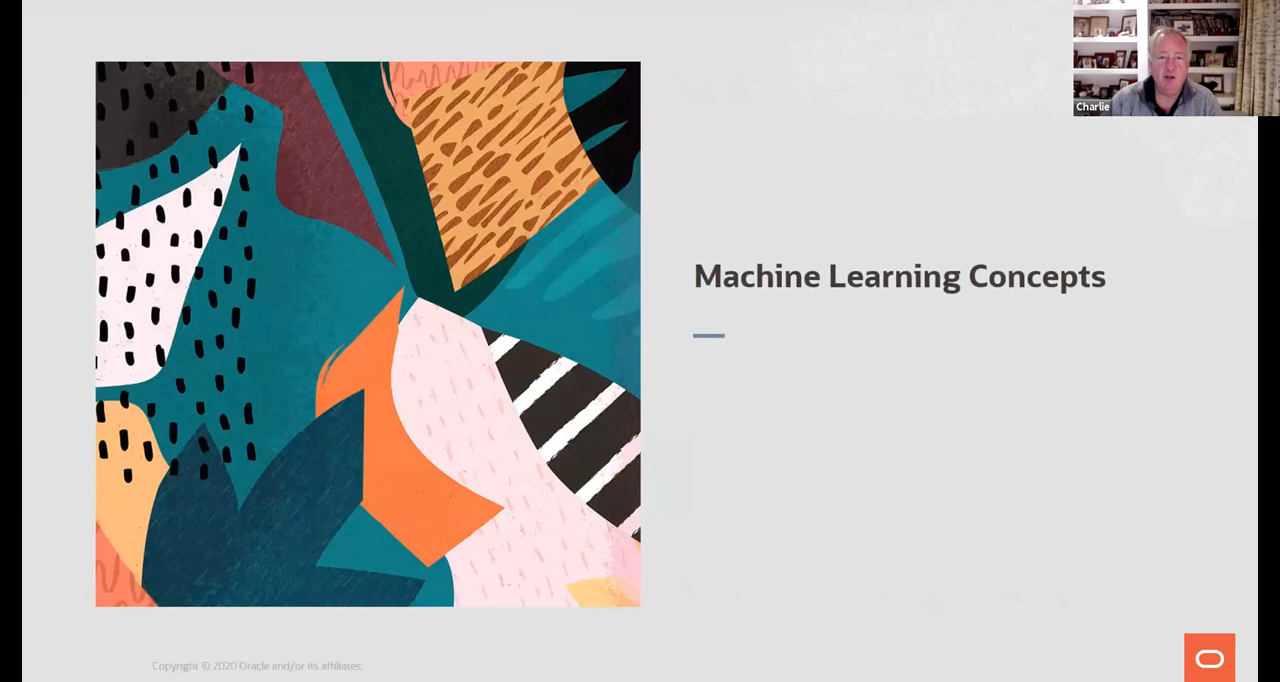 Charlie
Machine Learning Concepts
Copyright © 2020 Oracle and/or its affiliates.